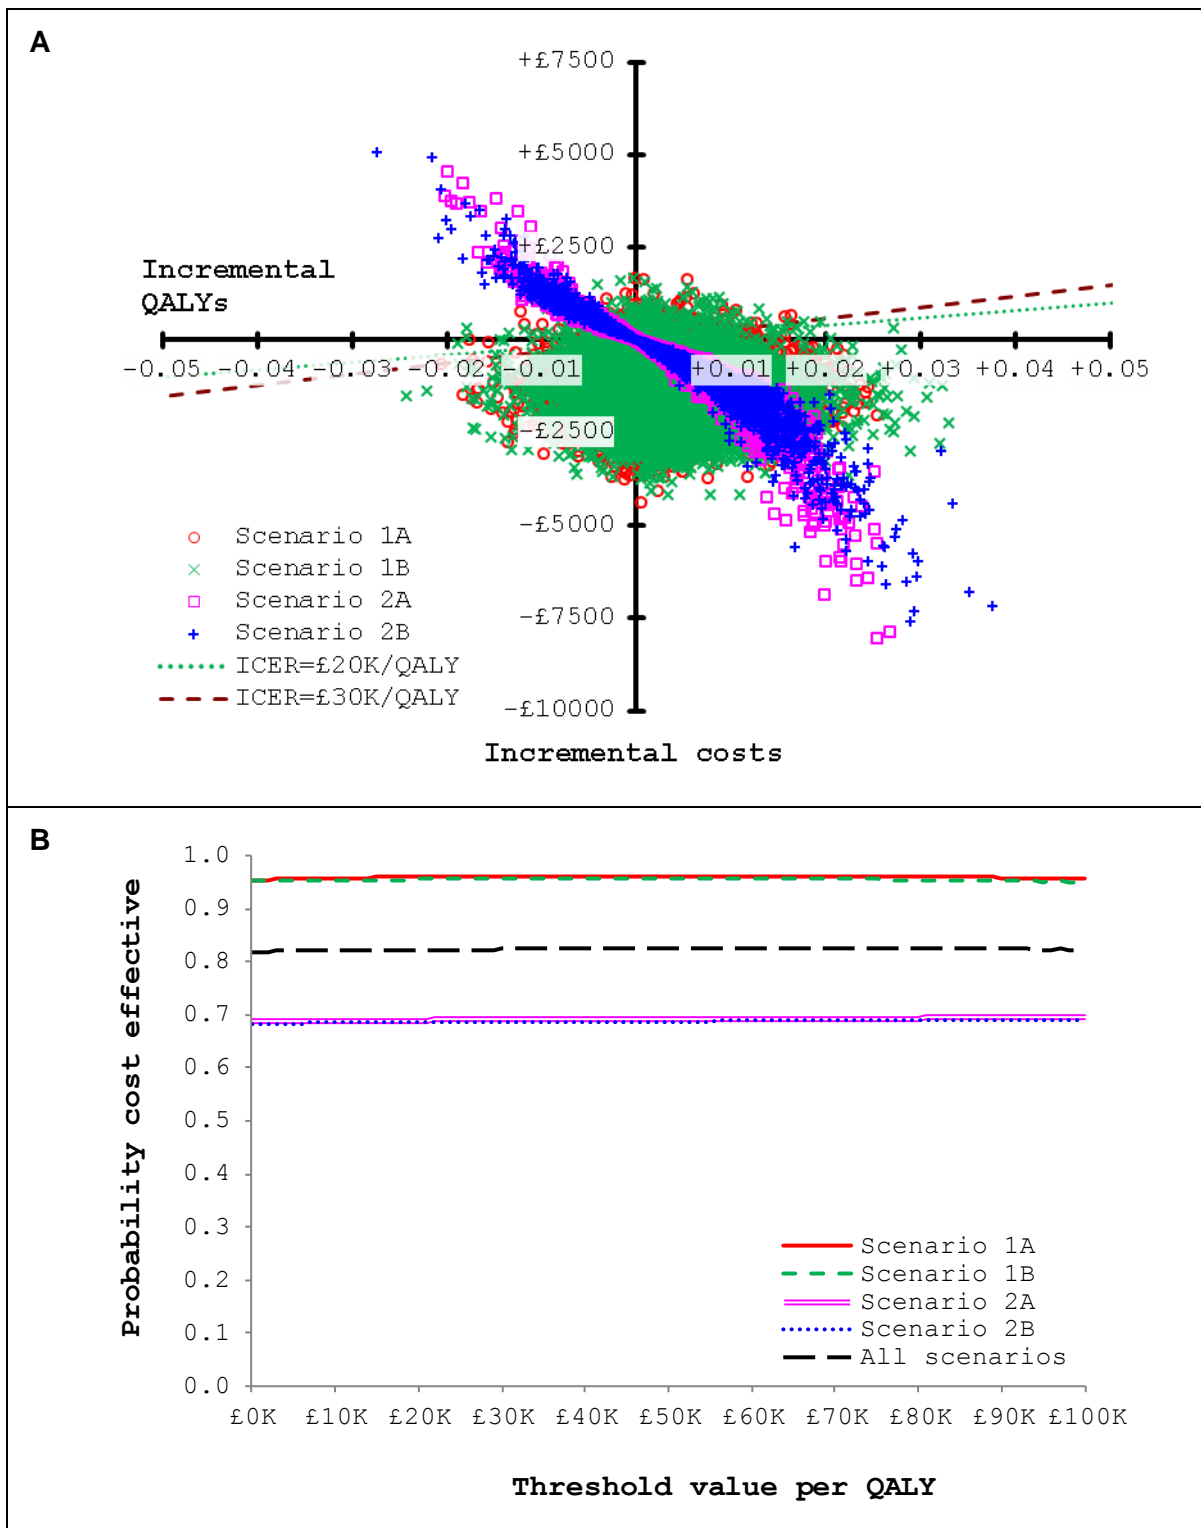 A
+£7500
+£5000
+£2500
Incremental
QALYs
-0.05 -0.04 -0.03 -0.02 -0.01 +0.01 +0.02 +0.03 +0.04 +0.05
-£2500
-£5000
-£7500
-£10000
Scenario 1A
Scenario 1B
Scenario 2A
Scenario 2B
ICER=£20K/QALY
ICER=£30K/QALY
Incremental costs
B
Probability cost effective
1.0
0.9
0.8
0.7
0.6
0.5
0.4
0.3
0.2
0.1
0.0
Scenario 1A
Scenario 1B
Scenario 2A
Scenario 2B
All scenarios
£0K £10K £20K £30K £40K £50K £60K £70K £80K £90K £100K
Threshold value per QALY